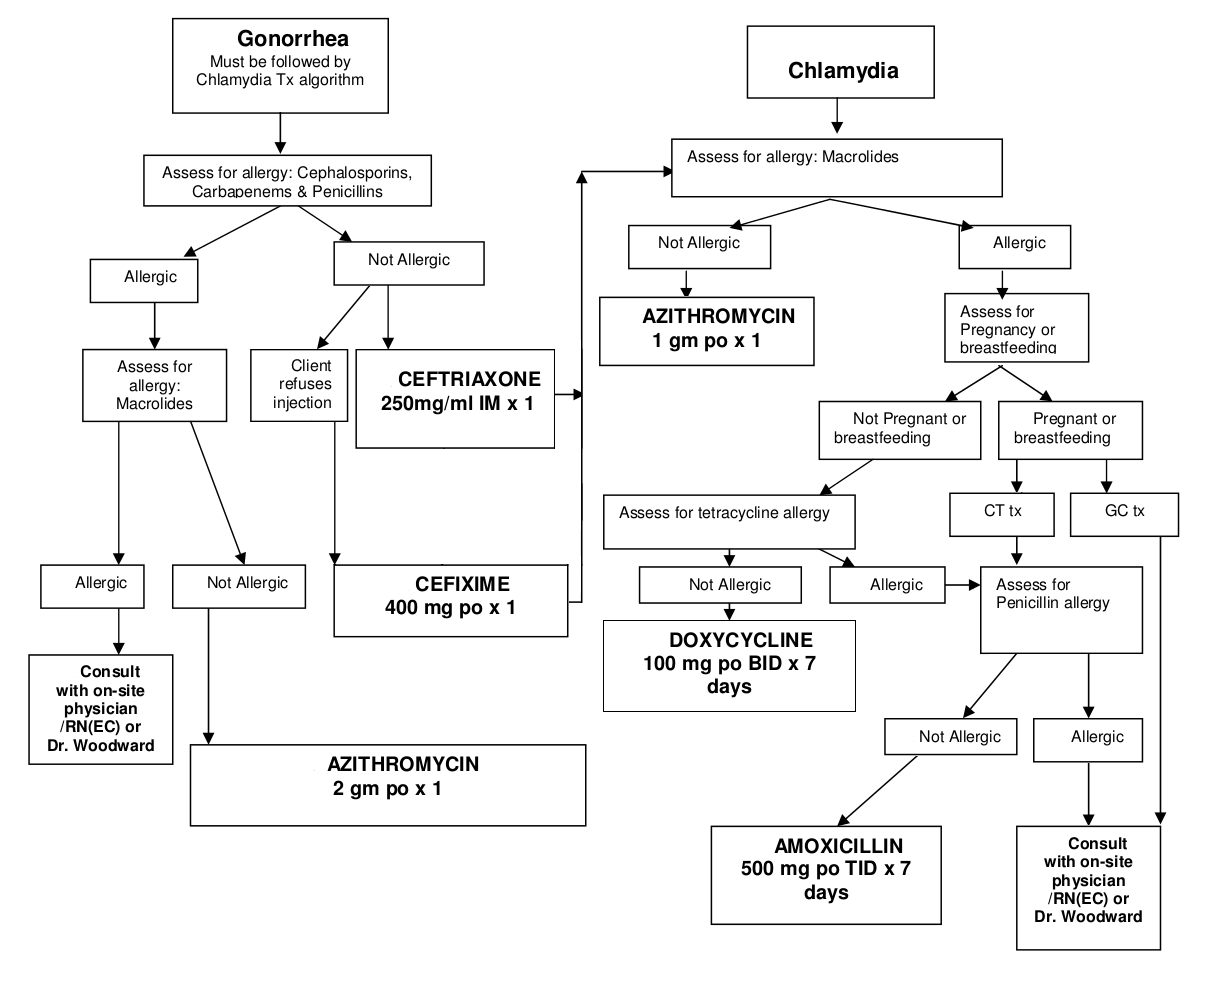 Gonorrhea
Must be followed by
Chlamydia Tx algorithm
Assess for allergy: Cephalosporins,
Carbapenems & Penicillins
Allergic
Not Allergic
Assess for
allergy:
Macrolides
Client
refuses
injection
CEFTRIAXONE
250mg/ml IM x 1
Allergic
Not Allergic
CEFIXIME
400 mg po x 1
Consult
with on-site
physician
/RN(EC) or
Dr. Woodward
AZITHROMYCIN
2 gm po x 1
Chlamydia
Assess for allergy: Macrolides
Not Allergic
Allergic
AZITHROMYCIN
1 gm po x 1
Assess for
Pregnancy or
breastfeeding
Not Pregnant or
breastfeeding
Pregnant or
breastfeeding
Assess for tetracycline allergy
CT tx
GC tx
Not Allergic
Allergic
Assess for
Penicillin allergy
DOXYCYCLINE
100 mg po BID x 7
days
Not Allergic
Allergic
AMOXICILLIN
500 mg po TID x 7
days
Consult
with on-site
physician
/RN(EC) or
Dr. Woodward